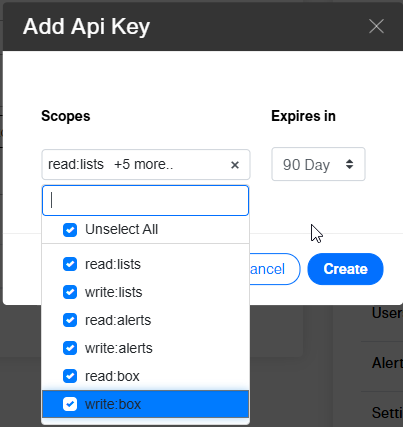 Add Api Key
Scopes
Expires in
read:lists +5 more..
90 Day
Unselect All
read:lists
write:lists
read:alerts
write:alerts
read:box
write:box
ancel
Create
User
Alert
Setti